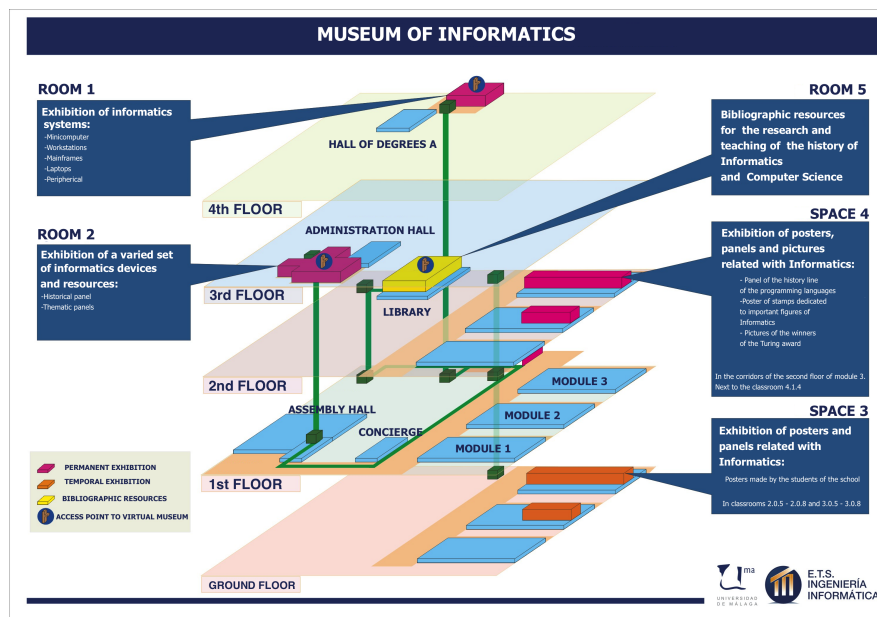 MUSEUM OF INFORMATICS
ROOM 1
Exhibition of informatics
systems:
-Minicomputer
-Workstations
-Mainframes
-Laptops
-Peripherical
ROOM 2
Exhibition of a varied set
of informatics devices
and resources:
-Historical panel
-Thematic panels
HALL OF DEGREES A
4th FLOOR
ADMINISTRATION HALL
3rd FLOOR
LIBRARY
2nd FLOOR
ASSEMBLY HALL
CONCIERGE
MODULE 3
MODULE 2
MODULE 1
1st FLOOR
GROUND FLOOR
ROOM 5
Bibliographic resources
for the research and
teaching of the history of
Informatics
and Computer Science
SPACE 4
Exhibition of posters,
panels and pictures
related with Informatics:
- Panel of the history line
of the programming languages
-Poster of stamps dedicated
to important figures of
Informatics
- Pictures of the winners
of the Turing award
In the corridors of the second floor of module 3.
Next to the classroom 4.1.4
SPACE 3
Exhibition of posters and
panels related with
Informatics:
Posters made by the students of the school
In classrooms 2.0.5 - 2.0.8 and 3.0.5 - 3.0.8
PERMANENT EXHIBITION
TEMPORAL EXHIBITION
BIBLIOGRAPHIC RESOURCES
ACCESS POINT TO VIRTUAL MUSEUM
uma
UNIVERSIDAD
DE MÁLAGA
E.T.S.
INGENIERÍA
INFORMÁTICA